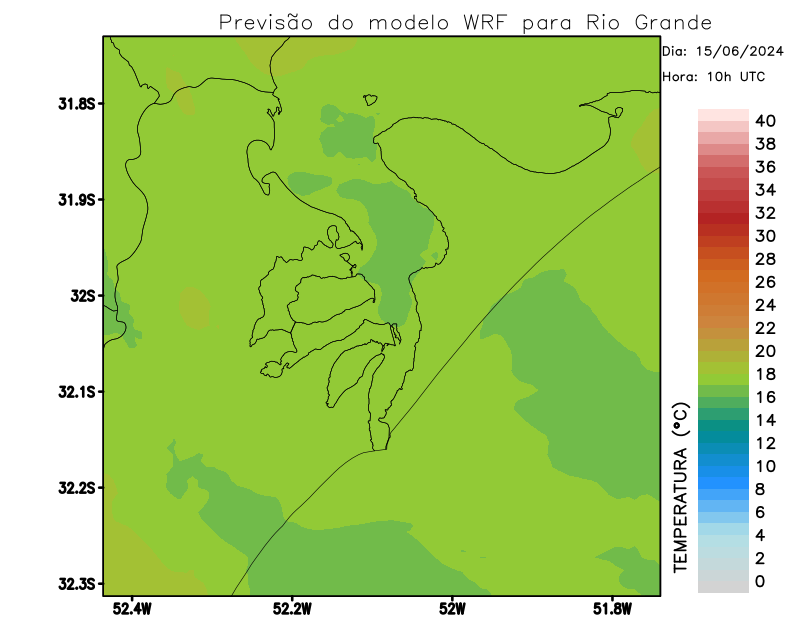 Previsão do modelo WRF para Rio Grande
Dia: 15/06/2024
Hora: 10h UTC
31.8S
31.9S
32S
32.1S
32.2S
32.3S
52.4W
52.2W
52W
51.8W
TEMPERATURA (°C)
40
38
36
34
32
30
28
26
24
22
20
18
16
14
12
10
8
6
4
2
0